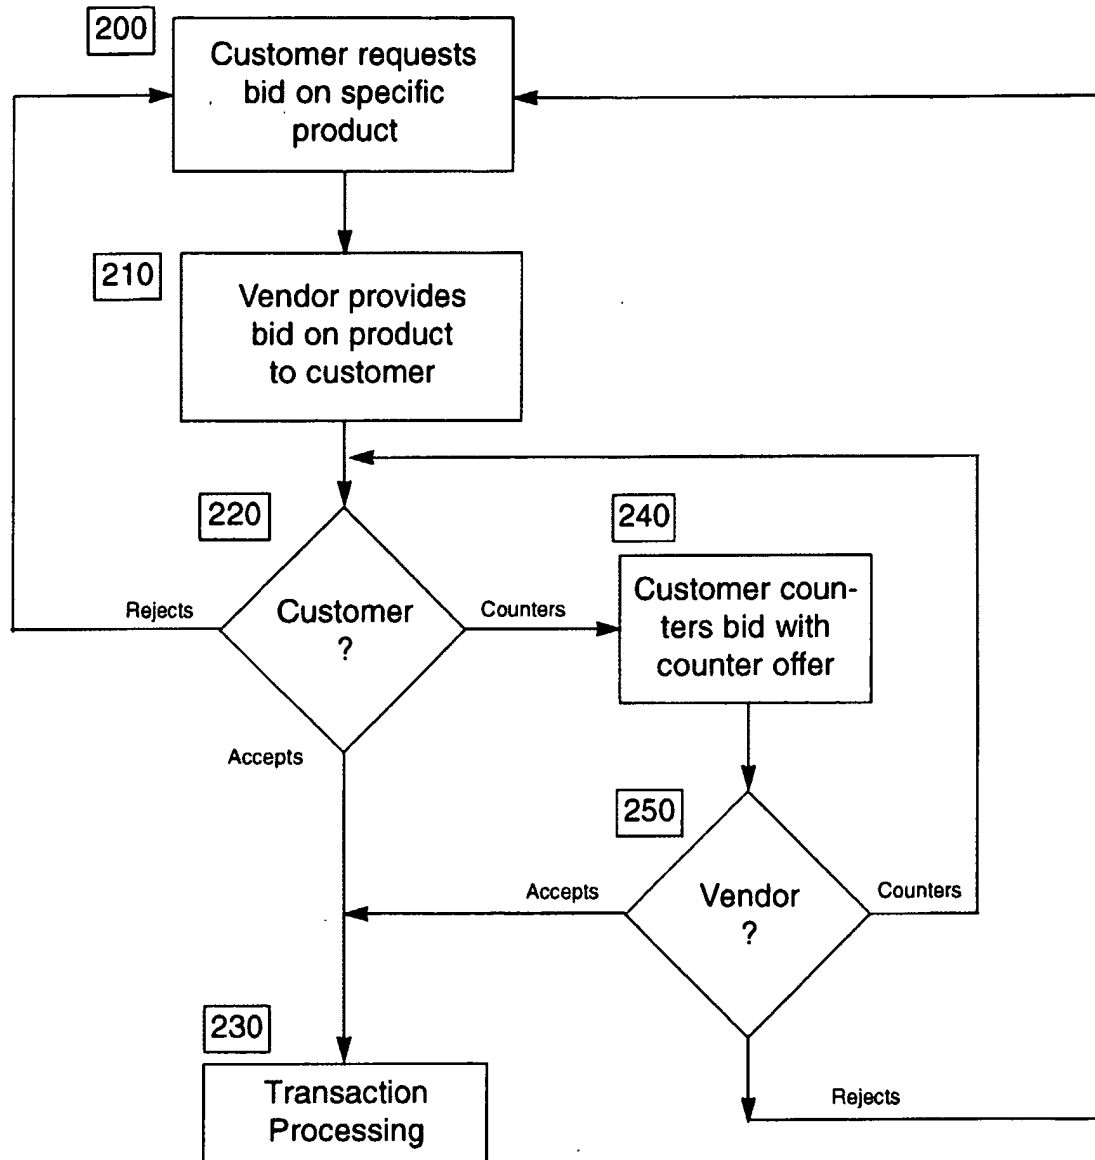 200
Customer requests
bid on specific
product
210
Vendor provides
bid on product
to customer
220
Customer
?
Rejects
Counters
Accepts
240
Customer coun-
ters bid with
counter offer
250
Vendor
?
Accepts
Counters
Rejects
230
Transaction
Processing